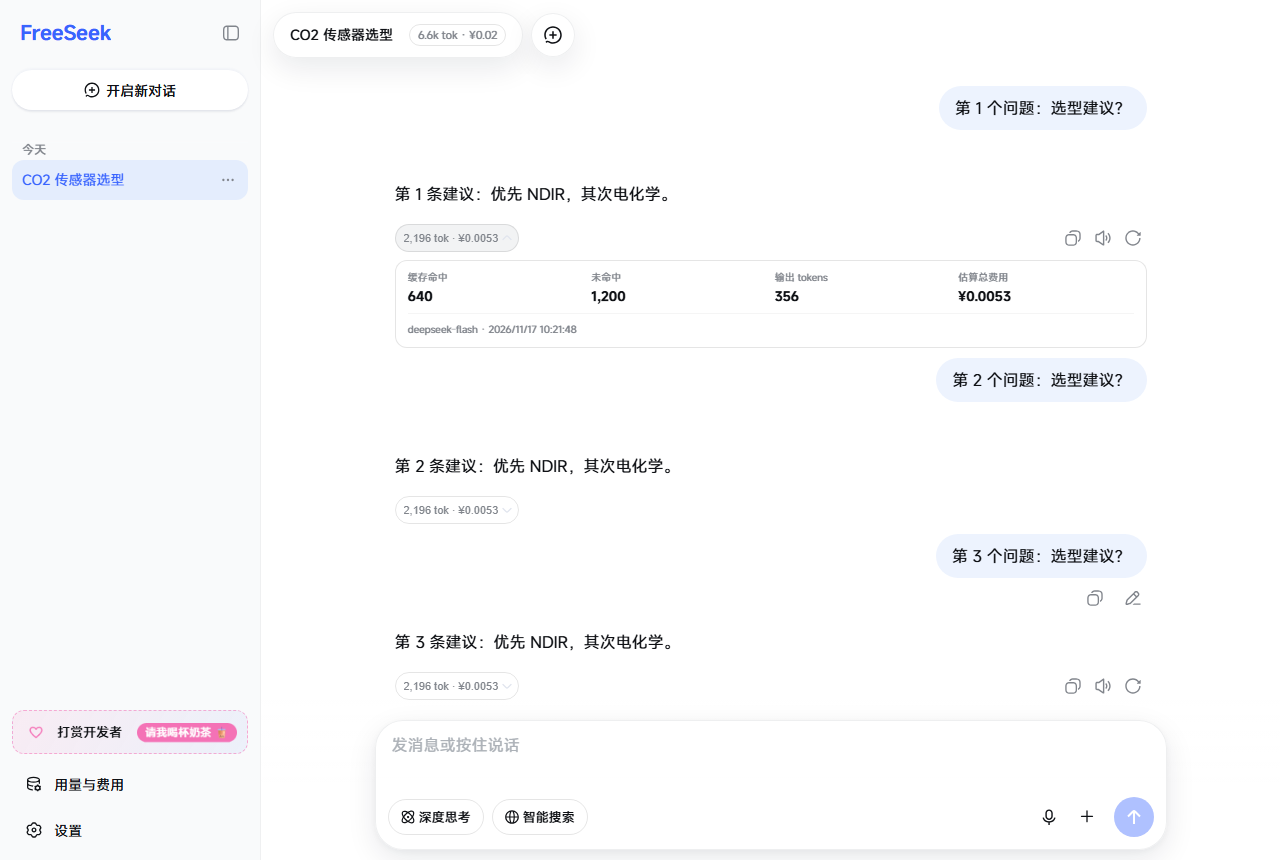 FreeSeek
开启新对话
今天
CO2 传感器选型
打赏开发者 请我喝杯奶茶
用量与费用
设置
CO2 传感器选型 6.6k tok · ¥0.02
第 1 个问题：选型建议？
第 1 条建议：优先 NDIR，其次电化学。
2,196 tok · ¥0.0053
缓存命中 未命中 输出 tokens 估算总费用
640 1,200 356 ¥0.0053
deepseek-flash · 2026/11/17 10:21:48
第 2 个问题：选型建议？
第 2 条建议：优先 NDIR，其次电化学。
2,196 tok · ¥0.0053
第 3 个问题：选型建议？
第 3 条建议：优先 NDIR，其次电化学。
2,196 tok · ¥0.0053
发消息或按住说话
深度思考 智能搜索